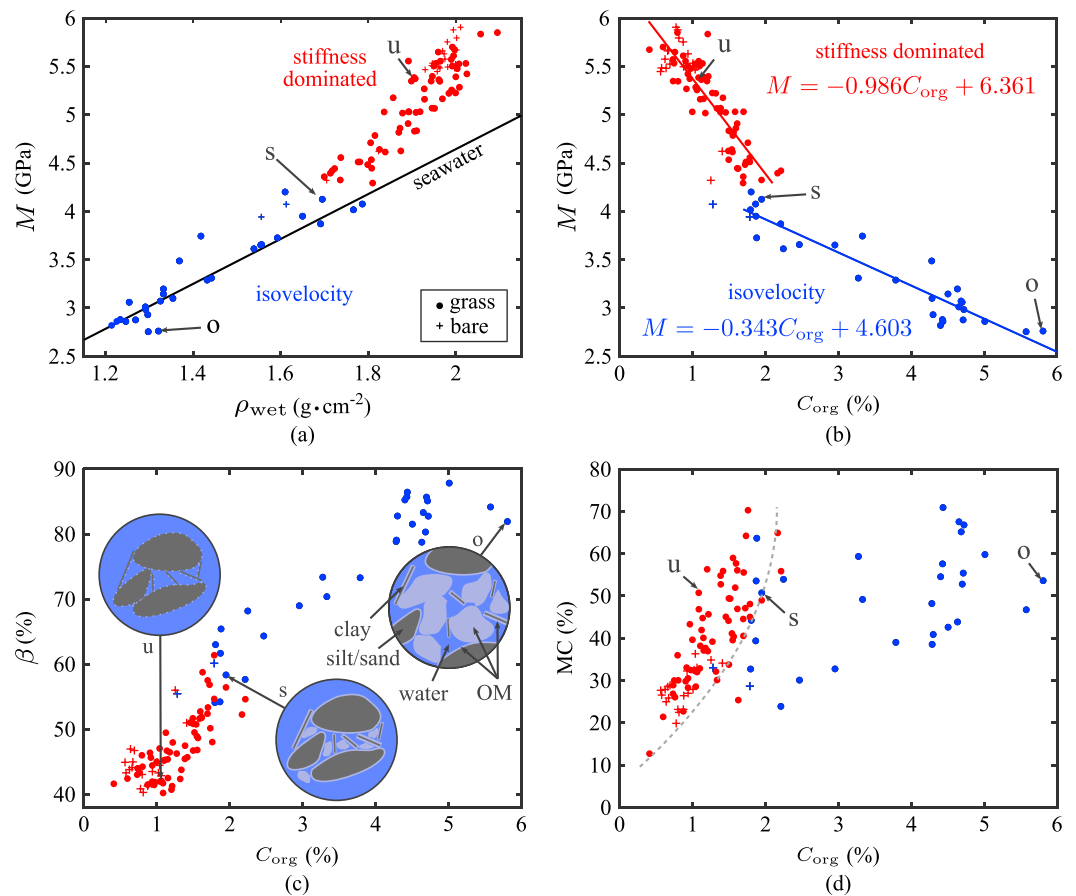 6
5.5
5
4.5
4
3.5
3
2.5
M (GPa)
u
stiffness
dominated
s
seawater
isovelocity
o
grass
bare
1.2
1.4
1.6
1.8
2
ρwet (g·cm-2)
(a)
6
5.5
5
4.5
4
3.5
3
2.5
M (GPa)
u
stiffness dominated
M = −0.986Corg + 6.361
s
isovelocity
M = −0.343Corg + 4.603
o
0
1
2
3
4
5
6
Corg (%)
(b)
90
80
70
60
50
40
β (%)
u
o
clay
silt/sand
water
OM
s
0
1
2
3
4
5
6
Corg (%)
(c)
80
70
60
50
40
30
20
10
0
MC (%)
u
s
o
0
1
2
3
4
5
6
Corg (%)
(d)